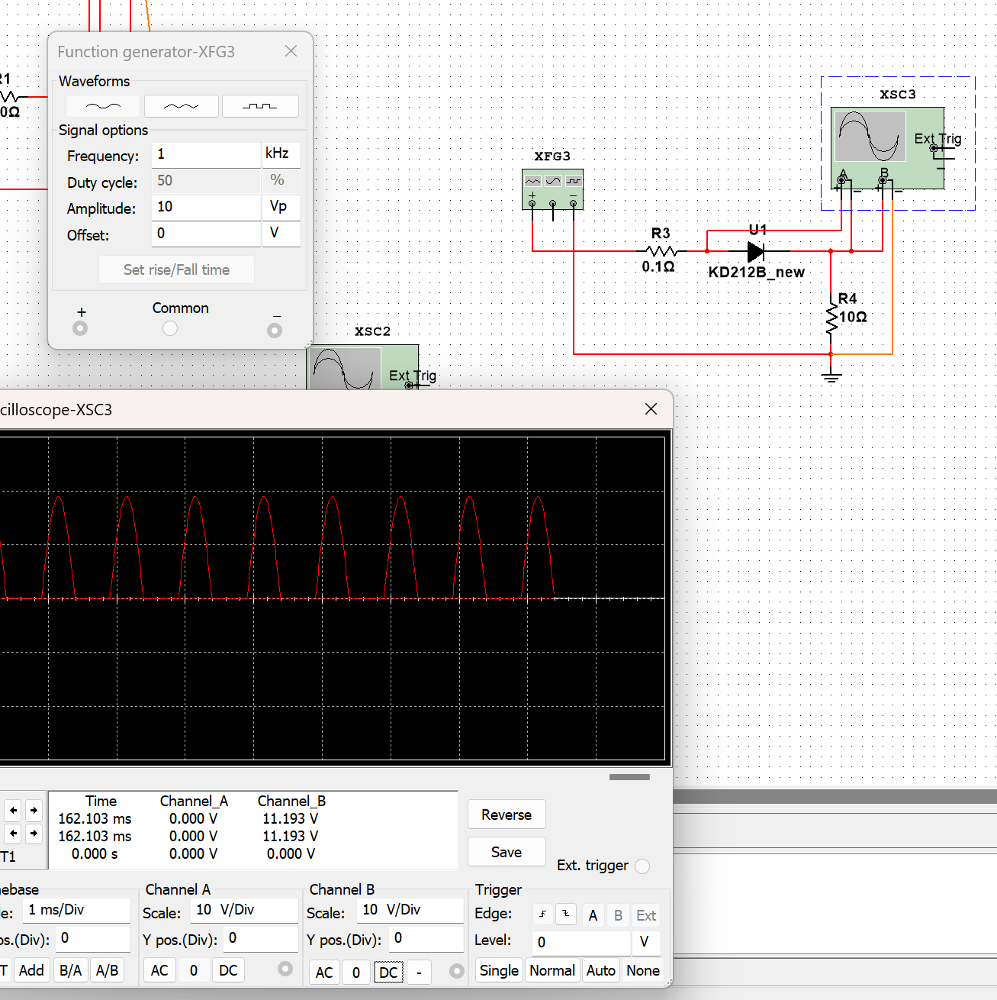 Function generator-XFG3
Waveforms
Signal options
Frequency: 1 kHz
Duty cycle: 50 %
Amplitude: 10 Vp
Offset: 0 V
Set rise/Fall time
+ Common −
R1
0Ω
XSC3
Ext Trig
A B
+ − + −
XFG3
+ −
R3
0.1Ω
U1
KD212B_new
R4
10Ω
XSC2
Ext Trig
cilloscope-XSC3
Time Channel_A Channel_B
162.103 ms 0.000 V 11.193 V
162.103 ms 0.000 V 11.193 V
0.000 s 0.000 V 0.000 V
T1
Reverse
Save
Ext. trigger
ebase
e: 1 ms/Div
os.(Div): 0
T Add B/A A/B
Channel A
Scale: 10 V/Div
Y pos.(Div): 0
AC 0 DC
Channel B
Scale: 10 V/Div
Y pos.(Div): 0
AC 0 DC -
Trigger
Edge: A B Ext
Level: 0 V
Single Normal Auto None